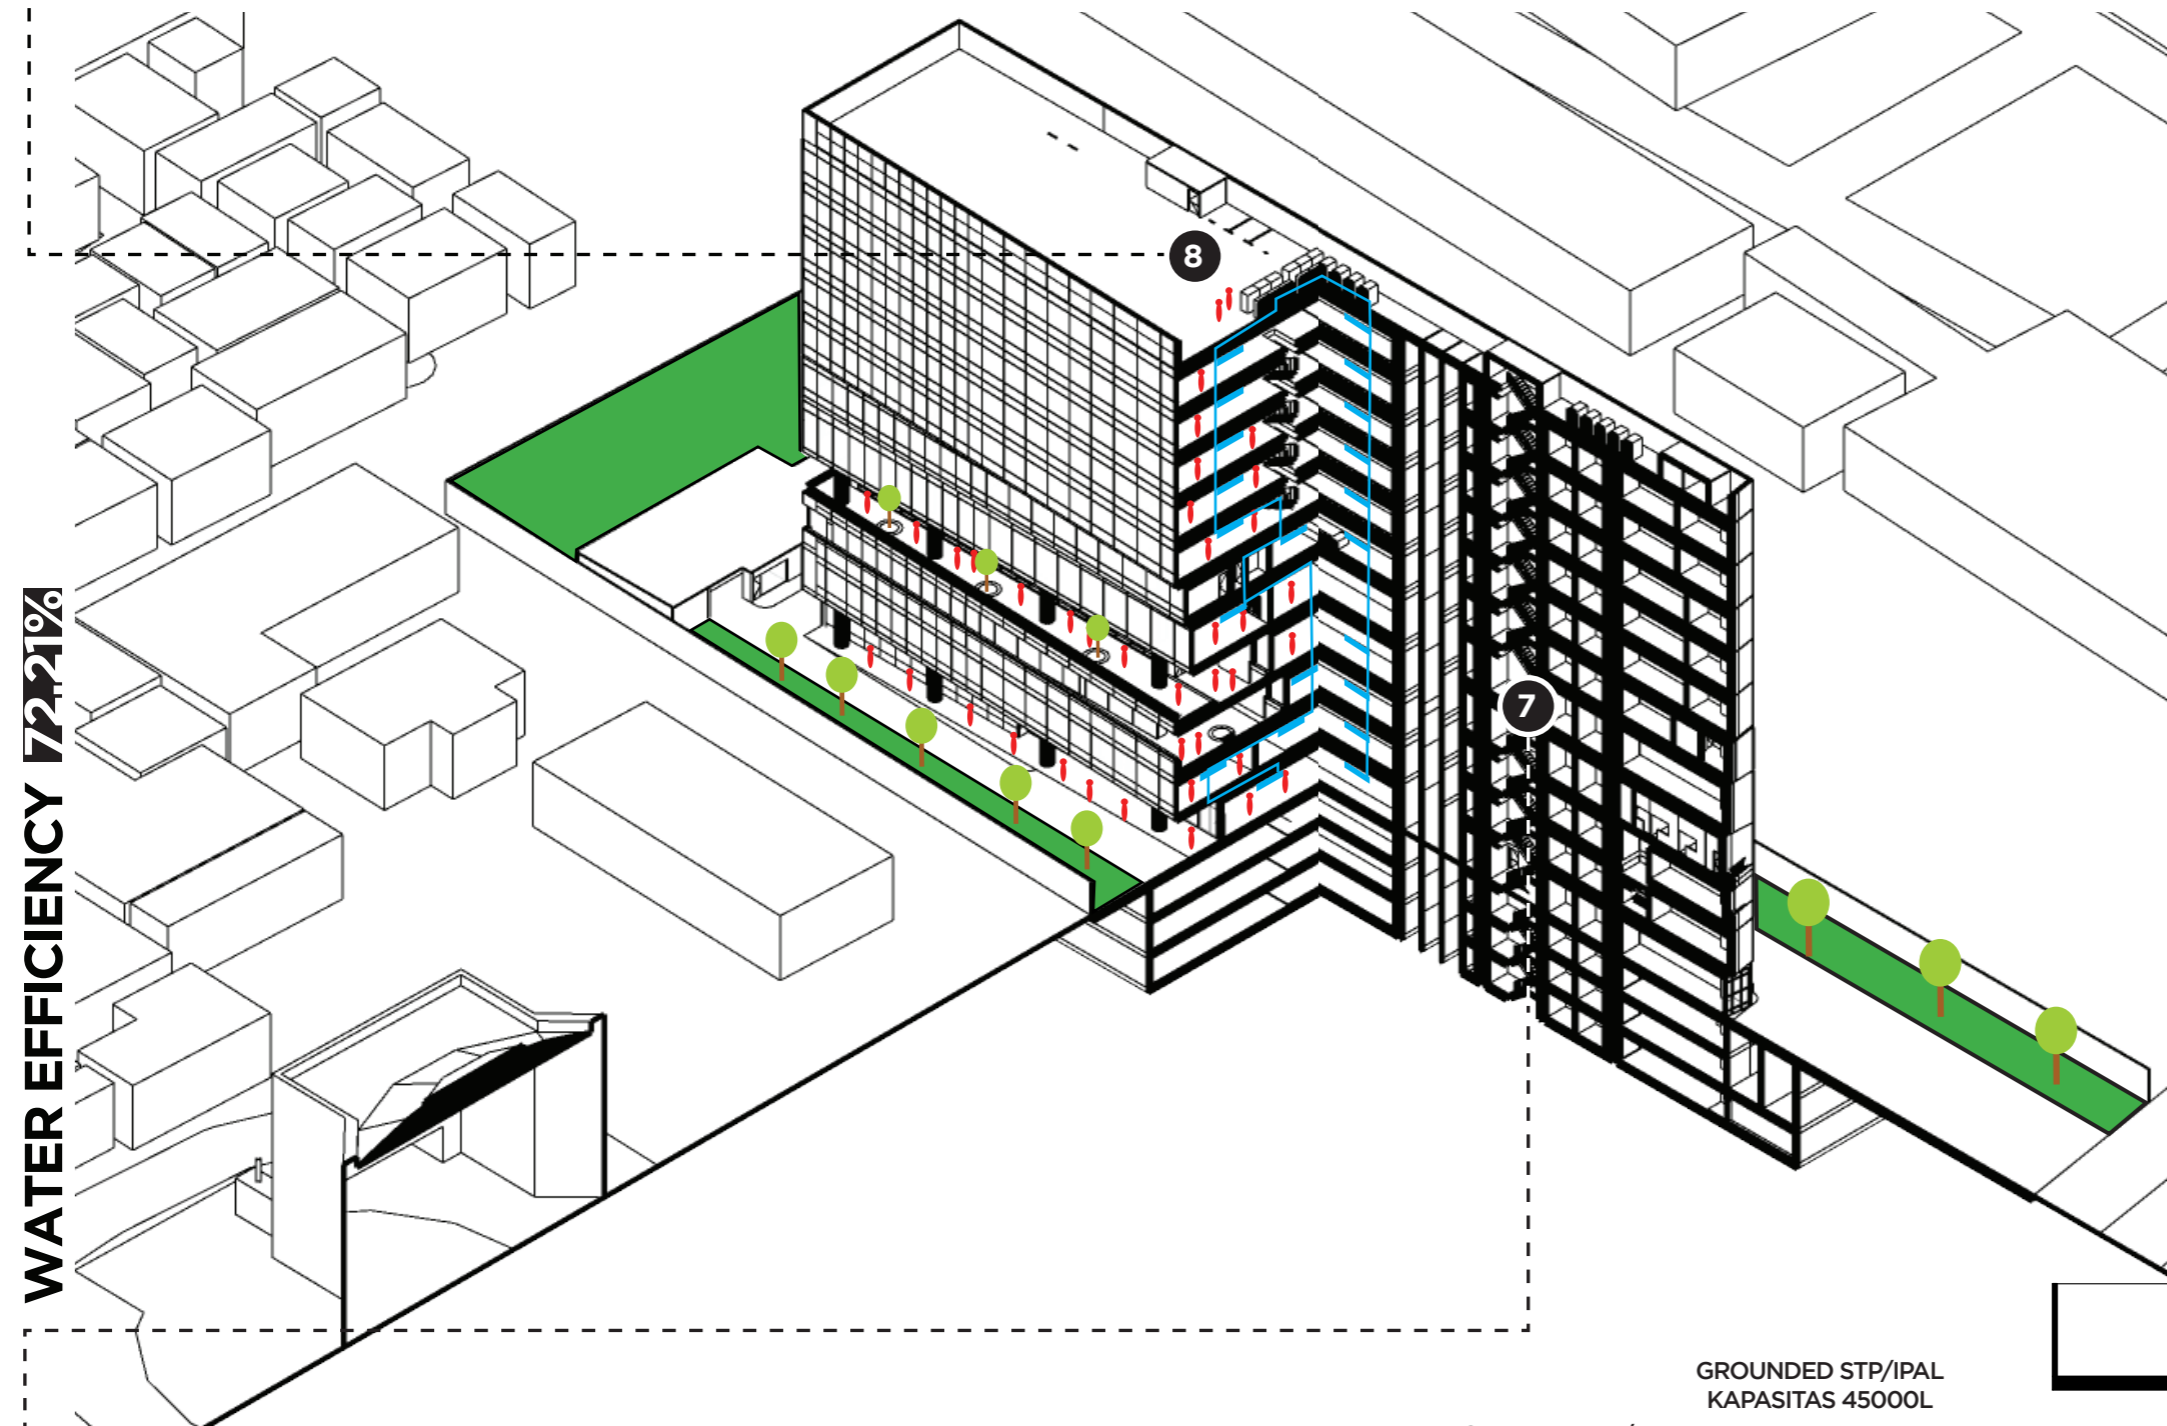 8
7
WATER EFFICIENCY 72.21%
GROUNDED STP/IPAL
KAPASITAS 45000L